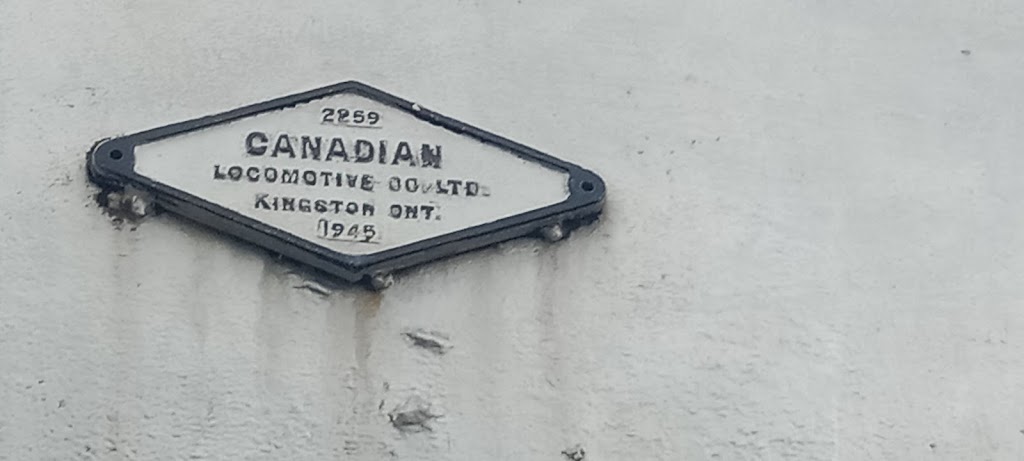 2259
CANADIAN
LOCOMOTIVE CO. LTD.
KINGSTON ONT.
1945